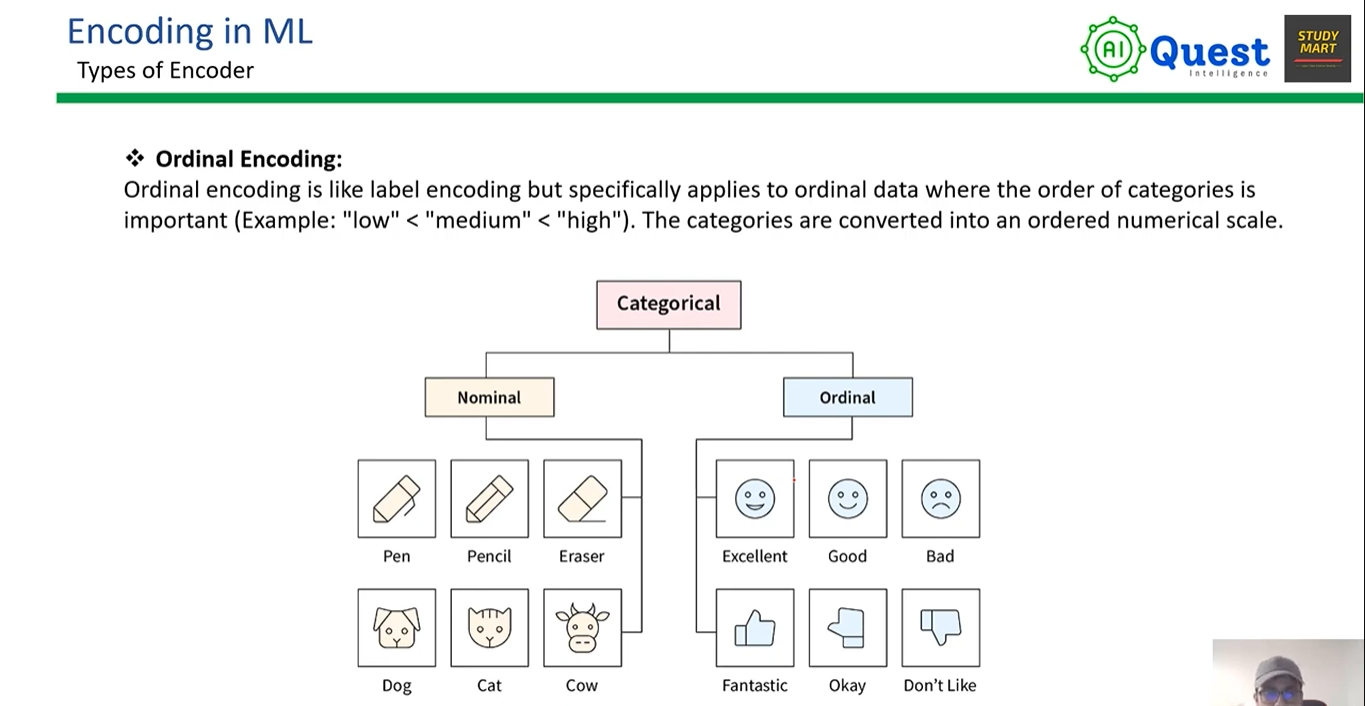 Encoding in ML
Types of Encoder
AI Quest
Intelligence
STUDY
MART
❖ Ordinal Encoding:
Ordinal encoding is like label encoding but specifically applies to ordinal data where the order of categories is
important (Example: "low" < "medium" < "high"). The categories are converted into an ordered numerical scale.
Categorical
Nominal
Ordinal
Pen
Pencil
Eraser
Excellent
Good
Bad
Dog
Cat
Cow
Fantastic
Okay
Don’t Like